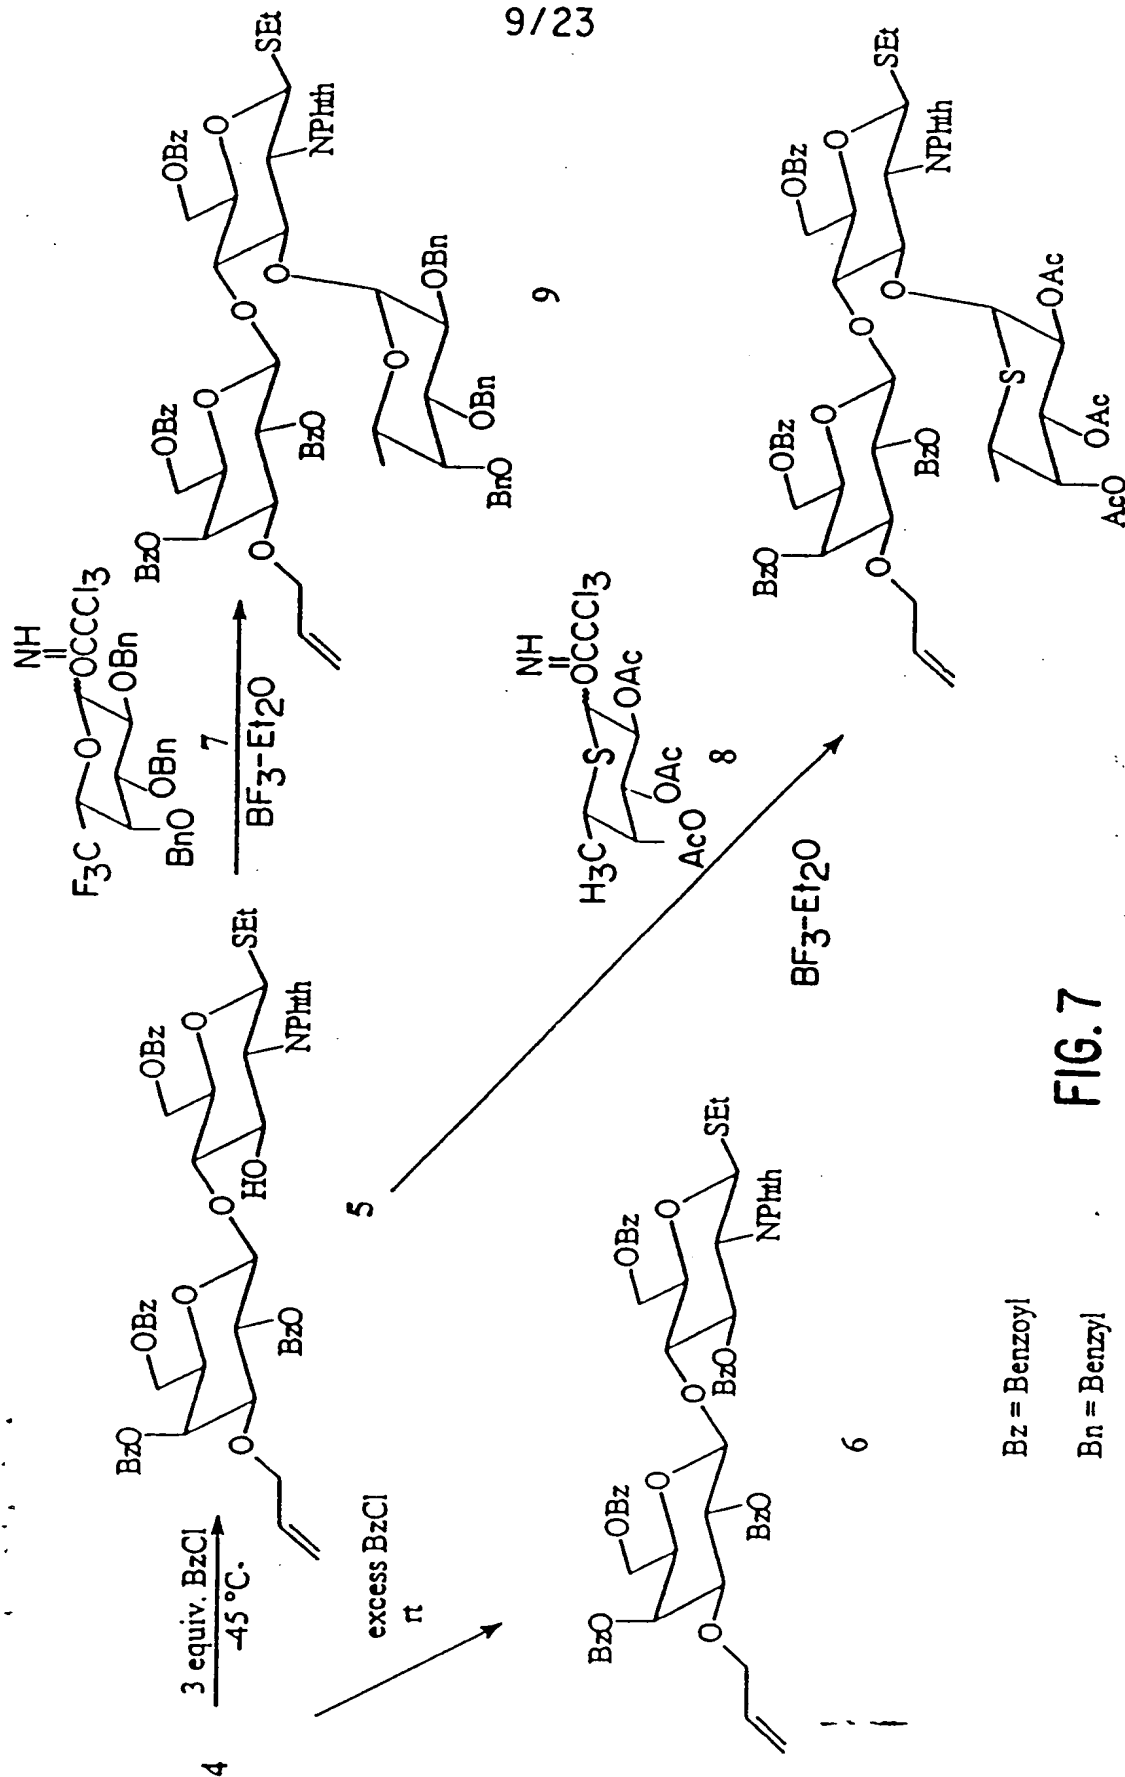 9/23
4
3 equiv. BzCl
-45 °C.
excess BzCl
rt
BzO
OBz
O
O
BzO
O
OBz
O
HO
NPhth
SEt
5
F3C
O
NH
OCCCl3
OBn
OBn
BnO
7
BF3-Et2O
BzO
OBz
O
O
BzO
O
OBz
O
O
NPhth
SEt
O
OBn
OBn
BnO
9
H3C
S
NH
OCCCl3
OAc
OAc
AcO
8
BF3-Et2O
BzO
OBz
O
O
BzO
O
OBz
O
BzO
NPhth
SEt
6
BzO
OBz
O
O
BzO
O
OBz
O
O
NPhth
SEt
S
OAc
OAc
AcO
Bz = Benzoyl
Bn = Benzyl
FIG. 7